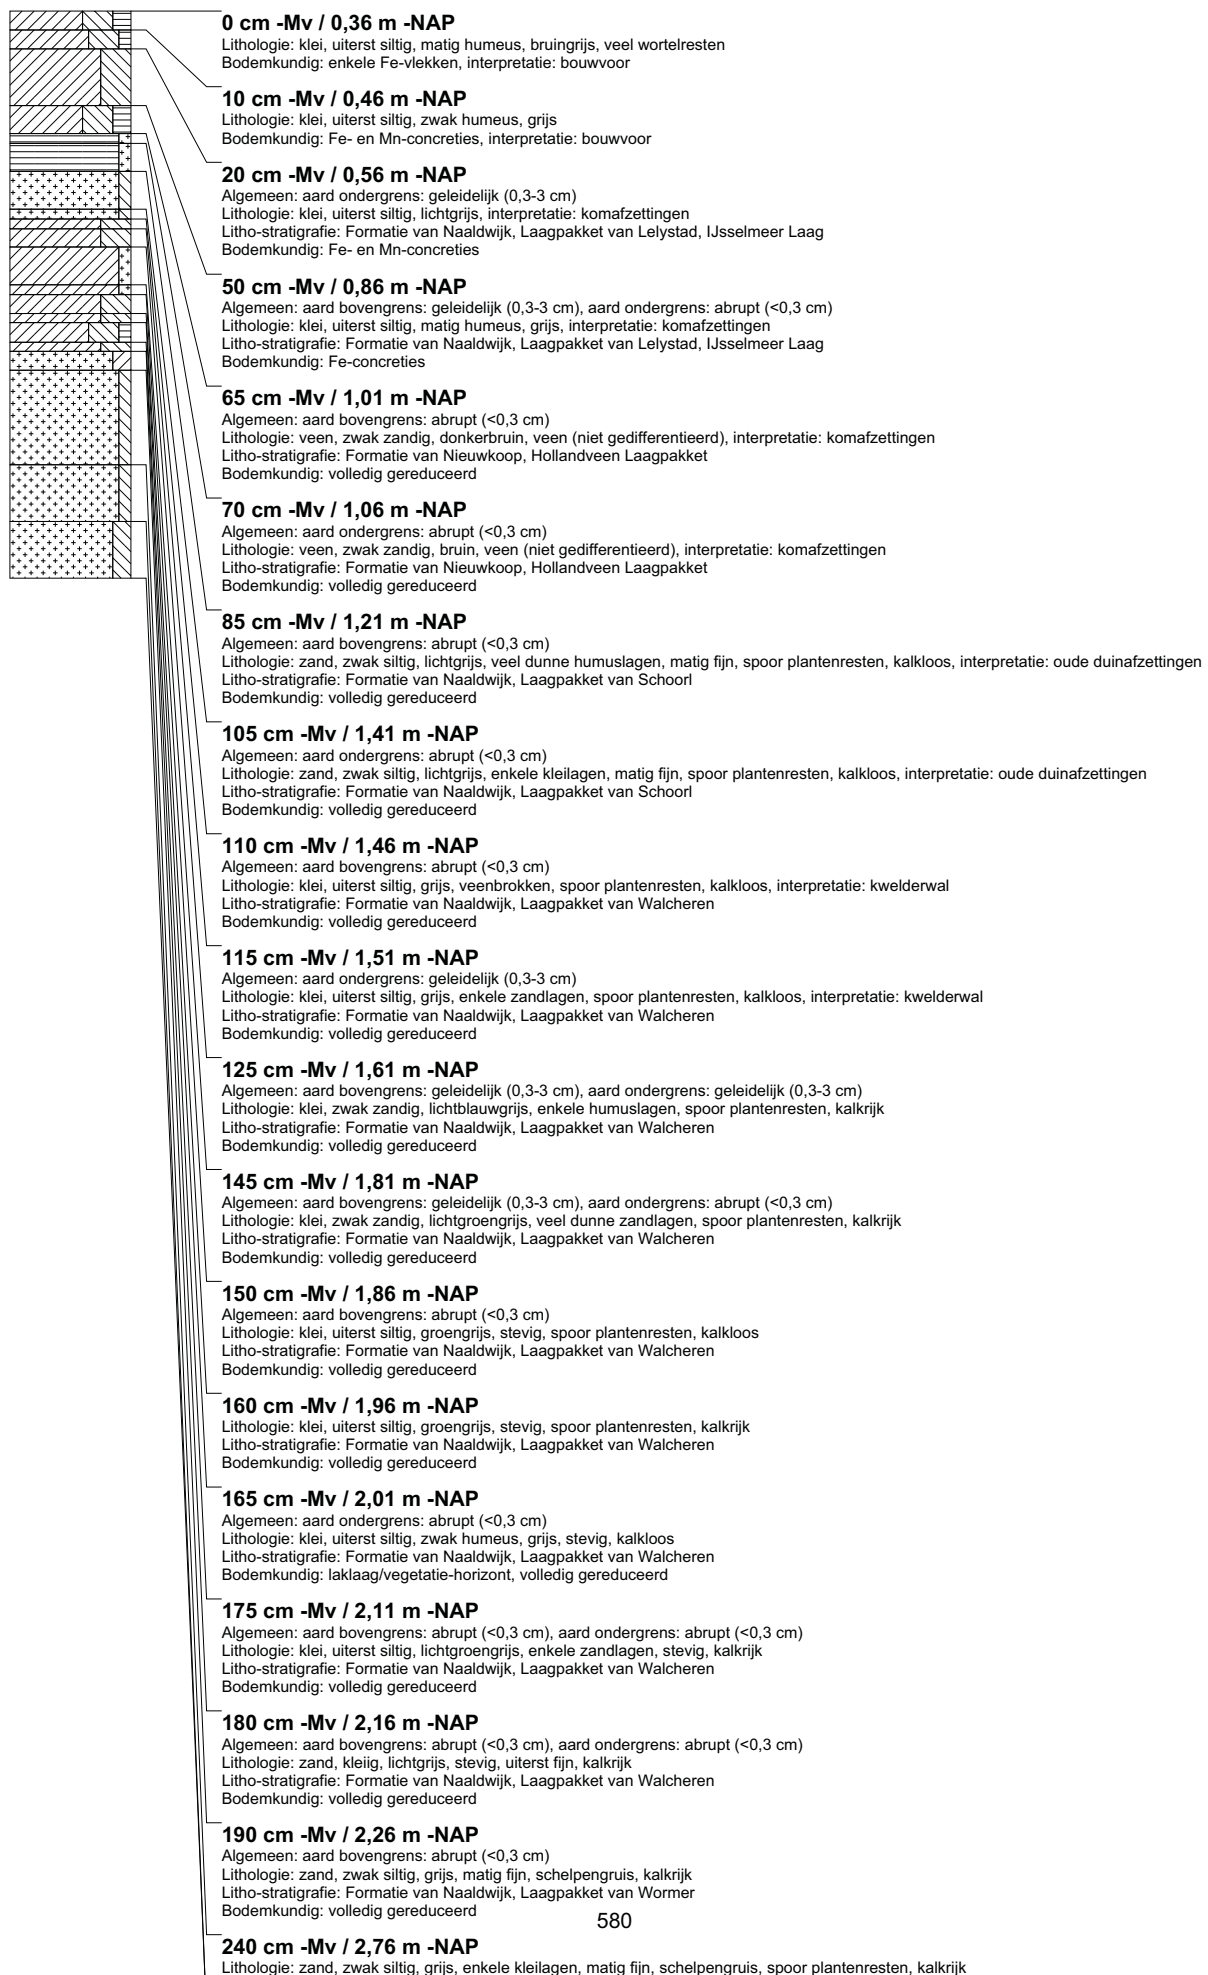 0 cm -Mv / 0,36 m -NAP
Lithologie: klei, uiterst siltig, matig humeus, bruingrijs, veel wortelresten
Bodemkundig: enkele Fe-vlekken, interpretatie: bouwvoor
10 cm -Mv / 0,46 m -NAP
Lithologie: klei, uiterst siltig, zwak humeus, grijs
Bodemkundig: Fe- en Mn-concreties, interpretatie: bouwvoor
20 cm -Mv / 0,56 m -NAP
Algemeen: aard ondergrens: geleidelijk (0,3-3 cm)
Lithologie: klei, uiterst siltig, lichtgrijs, interpretatie: komafzettingen
Litho-stratigrafie: Formatie van Naaldwijk, Laagpakket van Lelystad, IJsselmeer Laag
Bodemkundig: Fe- en Mn-concreties
50 cm -Mv / 0,86 m -NAP
Algemeen: aard bovengrens: geleidelijk (0,3-3 cm), aard ondergrens: abrupt (<0,3 cm)
Lithologie: klei, uiterst siltig, matig humeus, grijs, interpretatie: komafzettingen
Litho-stratigrafie: Formatie van Naaldwijk, Laagpakket van Lelystad, IJsselmeer Laag
Bodemkundig: Fe-concreties
65 cm -Mv / 1,01 m -NAP
Algemeen: aard bovengrens: abrupt (<0,3 cm)
Lithologie: veen, zwak zandig, donkerbruin, veen (niet gedifferentieerd), interpretatie: komafzettingen
Litho-stratigrafie: Formatie van Nieuwkoop, Hollandveen Laagpakket
Bodemkundig: volledig gereduceerd
70 cm -Mv / 1,06 m -NAP
Algemeen: aard ondergrens: abrupt (<0,3 cm)
Lithologie: veen, zwak zandig, bruin, veen (niet gedifferentieerd), interpretatie: komafzettingen
Litho-stratigrafie: Formatie van Nieuwkoop, Hollandveen Laagpakket
Bodemkundig: volledig gereduceerd
85 cm -Mv / 1,21 m -NAP
Algemeen: aard bovengrens: abrupt (<0,3 cm)
Lithologie: zand, zwak siltig, lichtgrijs, veel dunne humuslagen, matig fijn, spoor plantenresten, kalkloos, interpretatie: oude duinafzettingen
Litho-stratigrafie: Formatie van Naaldwijk, Laagpakket van Schoorl
Bodemkundig: volledig gereduceerd
105 cm -Mv / 1,41 m -NAP
Algemeen: aard ondergrens: abrupt (<0,3 cm)
Lithologie: zand, zwak siltig, lichtgrijs, enkele kleilagen, matig fijn, spoor plantenresten, kalkloos, interpretatie: oude duinafzettingen
Litho-stratigrafie: Formatie van Naaldwijk, Laagpakket van Schoorl
Bodemkundig: volledig gereduceerd
110 cm -Mv / 1,46 m -NAP
Algemeen: aard bovengrens: abrupt (<0,3 cm)
Lithologie: klei, uiterst siltig, grijs, veenbrokken, spoor plantenresten, kalkloos, interpretatie: kwelderwal
Litho-stratigrafie: Formatie van Naaldwijk, Laagpakket van Walcheren
Bodemkundig: volledig gereduceerd
115 cm -Mv / 1,51 m -NAP
Algemeen: aard ondergrens: geleidelijk (0,3-3 cm)
Lithologie: klei, uiterst siltig, grijs, enkele zandlagen, spoor plantenresten, kalkloos, interpretatie: kwelderwal
Litho-stratigrafie: Formatie van Naaldwijk, Laagpakket van Walcheren
Bodemkundig: volledig gereduceerd
125 cm -Mv / 1,61 m -NAP
Algemeen: aard bovengrens: geleidelijk (0,3-3 cm), aard ondergrens: geleidelijk (0,3-3 cm)
Lithologie: klei, zwak zandig, lichtblauwgrijs, enkele humuslagen, spoor plantenresten, kalkrijk
Litho-stratigrafie: Formatie van Naaldwijk, Laagpakket van Walcheren
Bodemkundig: volledig gereduceerd
145 cm -Mv / 1,81 m -NAP
Algemeen: aard bovengrens: geleidelijk (0,3-3 cm), aard ondergrens: abrupt (<0,3 cm)
Lithologie: klei, zwak zandig, lichtgroengrijs, veel dunne zandlagen, spoor plantenresten, kalkrijk
Litho-stratigrafie: Formatie van Naaldwijk, Laagpakket van Walcheren
Bodemkundig: volledig gereduceerd
150 cm -Mv / 1,86 m -NAP
Algemeen: aard bovengrens: abrupt (<0,3 cm)
Lithologie: klei, uiterst siltig, groengrijs, stevig, spoor plantenresten, kalkloos
Litho-stratigrafie: Formatie van Naaldwijk, Laagpakket van Walcheren
Bodemkundig: volledig gereduceerd
160 cm -Mv / 1,96 m -NAP
Lithologie: klei, uiterst siltig, groengrijs, stevig, spoor plantenresten, kalkrijk
Litho-stratigrafie: Formatie van Naaldwijk, Laagpakket van Walcheren
Bodemkundig: volledig gereduceerd
165 cm -Mv / 2,01 m -NAP
Algemeen: aard ondergrens: abrupt (<0,3 cm)
Lithologie: klei, uiterst siltig, zwak humeus, grijs, stevig, kalkloos
Litho-stratigrafie: Formatie van Naaldwijk, Laagpakket van Walcheren
Bodemkundig: laklaag/vegetatie-horizont, volledig gereduceerd
175 cm -Mv / 2,11 m -NAP
Algemeen: aard bovengrens: abrupt (<0,3 cm), aard ondergrens: abrupt (<0,3 cm)
Lithologie: klei, uiterst siltig, lichtgroengrijs, enkele zandlagen, stevig, kalkrijk
Litho-stratigrafie: Formatie van Naaldwijk, Laagpakket van Walcheren
Bodemkundig: volledig gereduceerd
180 cm -Mv / 2,16 m -NAP
Algemeen: aard bovengrens: abrupt (<0,3 cm), aard ondergrens: abrupt (<0,3 cm)
Lithologie: zand, kleiig, lichtgrijs, stevig, uiterst fijn, kalkrijk
Litho-stratigrafie: Formatie van Naaldwijk, Laagpakket van Walcheren
Bodemkundig: volledig gereduceerd
190 cm -Mv / 2,26 m -NAP
Algemeen: aard bovengrens: abrupt (<0,3 cm)
Lithologie: zand, zwak siltig, grijs, matig fijn, schelpengruis, kalkrijk
Litho-stratigrafie: Formatie van Naaldwijk, Laagpakket van Wormer
Bodemkundig: volledig gereduceerd
580
240 cm -Mv / 2,76 m -NAP
Lithologie: zand, zwak siltig, grijs, enkele kleilagen, matig fijn, schelpengruis, spoor plantenresten, kalkrijk